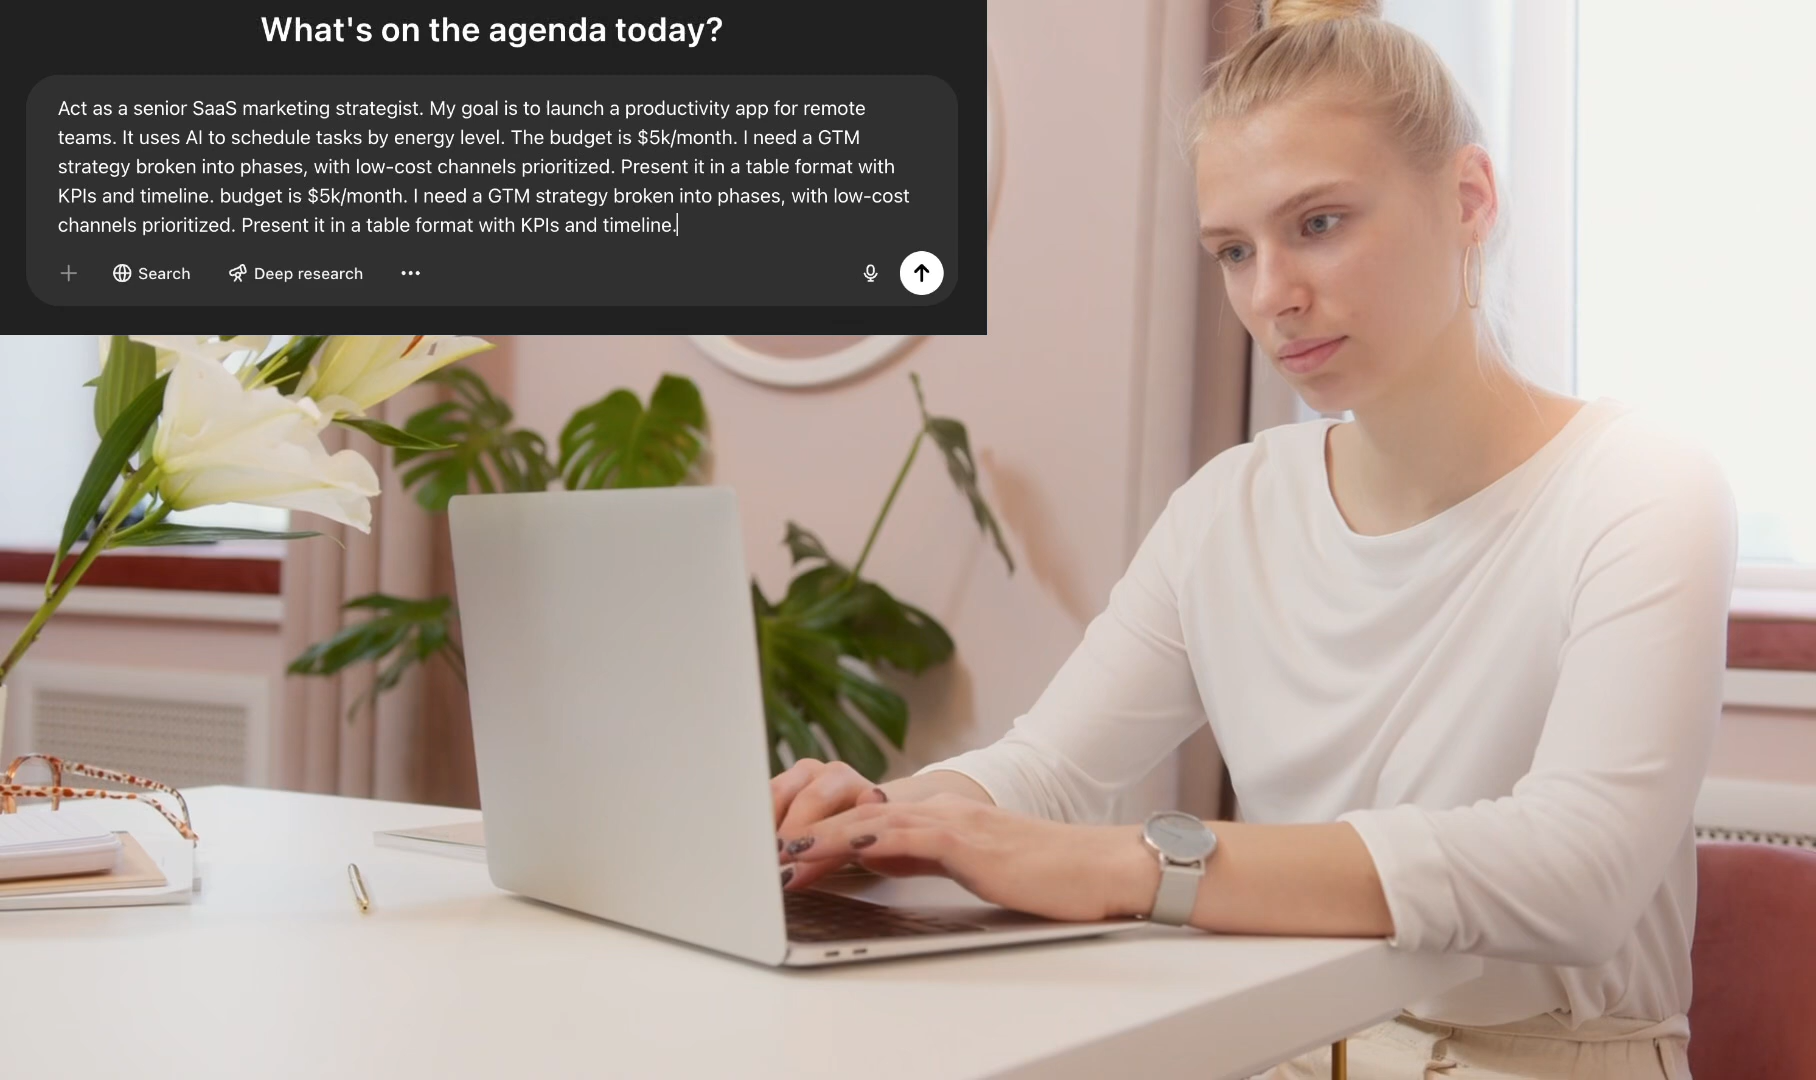 What's on the agenda today?
Act as a senior SaaS marketing strategist. My goal is to launch a productivity app for remote
teams. It uses AI to schedule tasks by energy level. The budget is $5k/month. I need a GTM
strategy broken into phases, with low-cost channels prioritized. Present it in a table format with
KPIs and timeline. budget is $5k/month. I need a GTM strategy broken into phases, with low-cost
channels prioritized. Present it in a table format with KPIs and timeline.
Search
Deep research